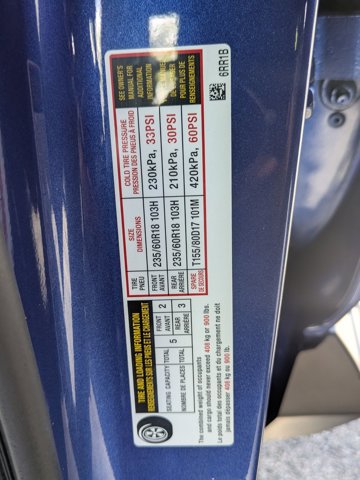 TIRE AND LOADING INFORMATION
RENSEIGNEMENTS SUR LES PNEUS ET LE CHARGEMENT
SEATING CAPACITY TOTAL 5 FRONT 2 REAR 3
NOMBRE DE PLACES TOTAL AVANT ARRIÈRE
The combined weight of occupants
and cargo should never exceed 408 kg or 900 lbs.
Le poids total des occupants et du chargement ne doit
jamais dépasser 408 kg ou 900 lb.
TIRE SIZE COLD TIRE PRESSURE
PNEU DIMENSIONS PRESSION DES PNEUS À FROID
FRONT
AVANT 235/60R18 103H 230kPa, 33PSI
REAR
ARRIÈRE 235/60R18 103H 210kPa, 30PSI
SPARE
DE SECOURS T155/80D17 101M 420kPa, 60PSI
SEE OWNER'S
MANUAL FOR
ADDITIONAL
INFORMATION
POUR PLUS DE
RENSEIGNEMENTS
6RR1B